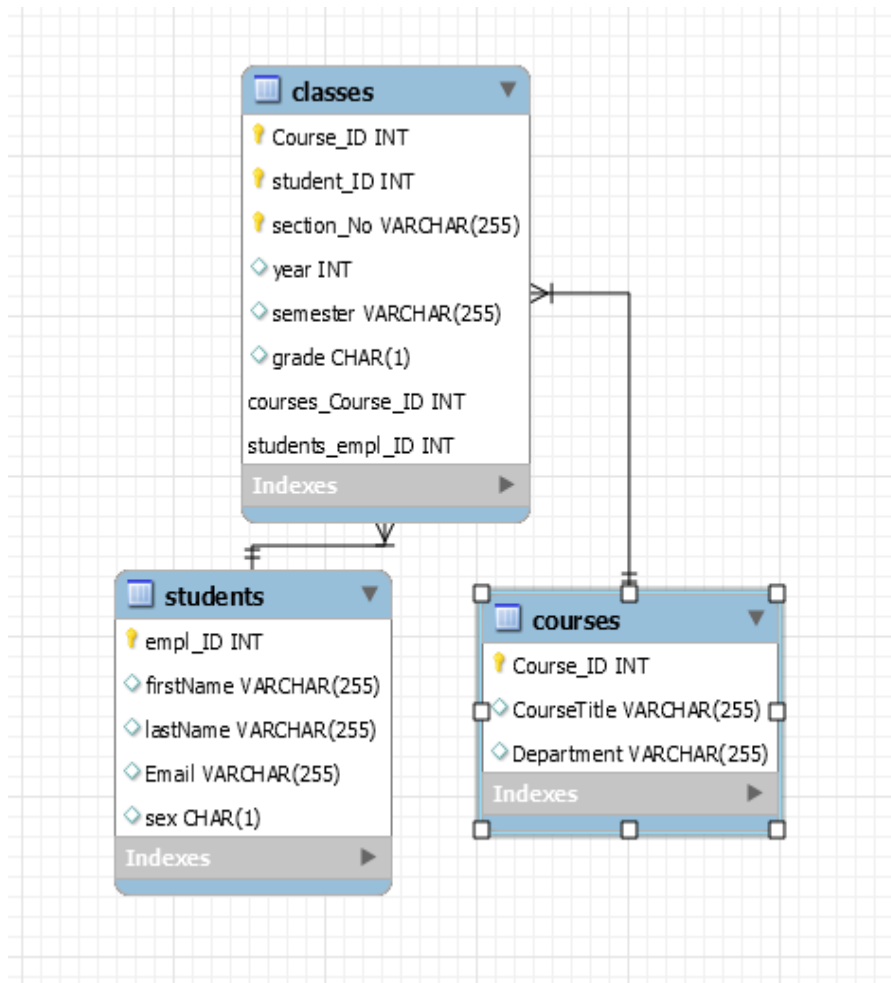 classes
Course_ID INT
student_ID INT
section_No VARCHAR(255)
year INT
semester VARCHAR(255)
grade CHAR(1)
courses_Course_ID INT
students_empl_ID INT
Indexes
students
empl_ID INT
firstName VARCHAR(255)
lastName VARCHAR(255)
Email VARCHAR(255)
sex CHAR(1)
Indexes
courses
Course_ID INT
CourseTitle VARCHAR(255)
Department VARCHAR(255)
Indexes